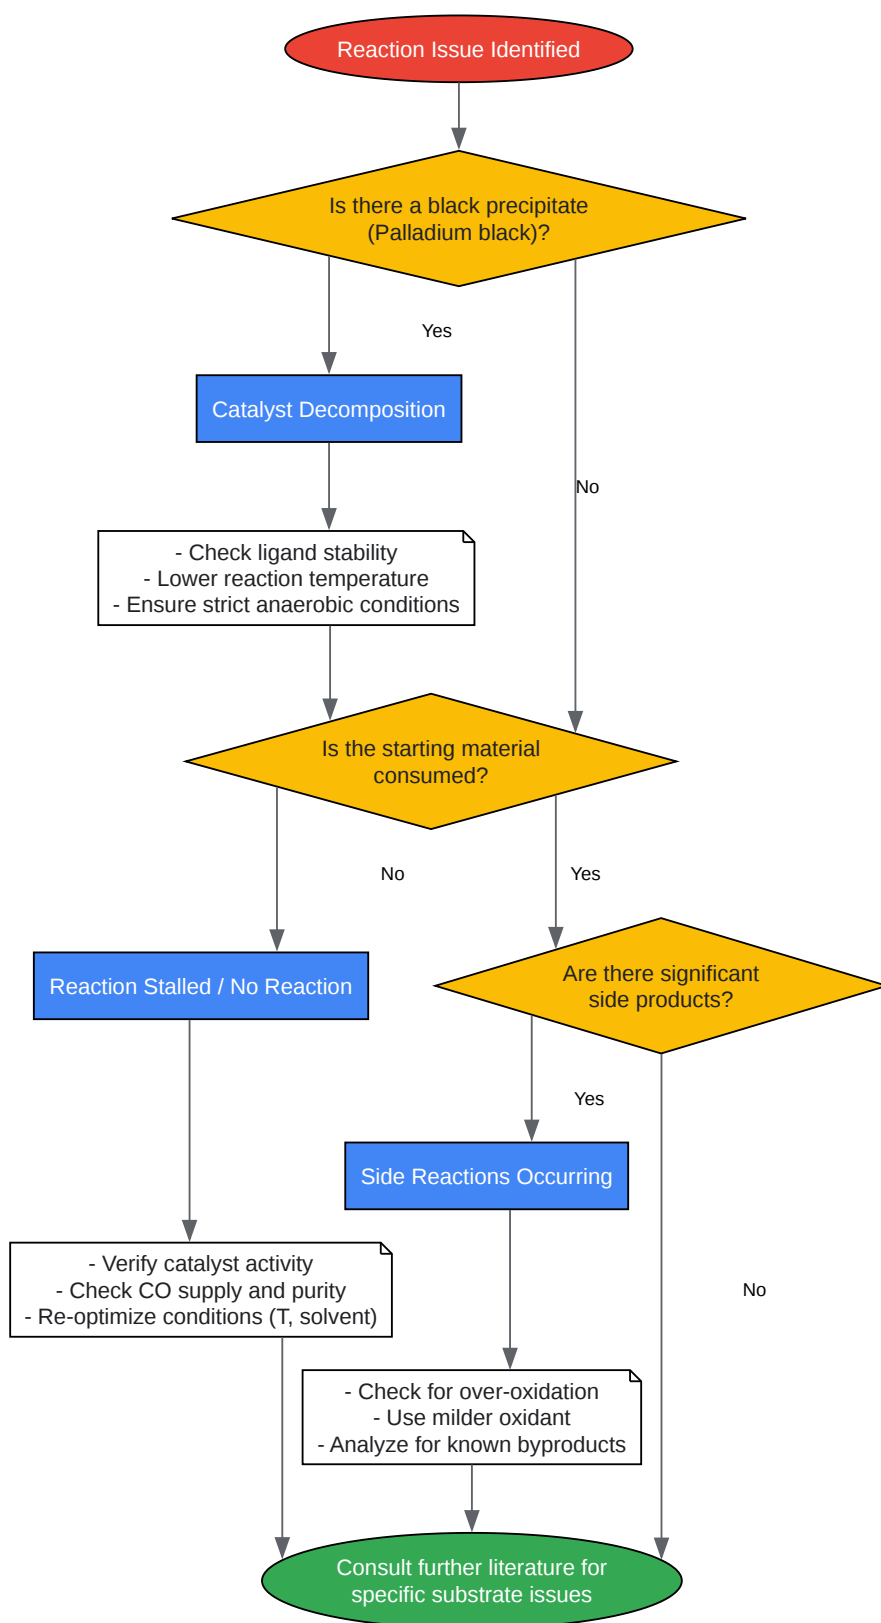 Reaction Issue Identified
Is there a black precipitate
(Palladium black)?
Yes
Catalyst Decomposition
No
- Check ligand stability
- Lower reaction temperature
- Ensure strict anaerobic conditions
Is the starting material
consumed?
No
Yes
Reaction Stalled / No Reaction
Are there significant
side products?
Yes
Side Reactions Occurring
- Verify catalyst activity
- Check CO supply and purity
- Re-optimize conditions (T, solvent)
No
- Check for over-oxidation
- Use milder oxidant
- Analyze for known byproducts
Consult further literature for
specific substrate issues